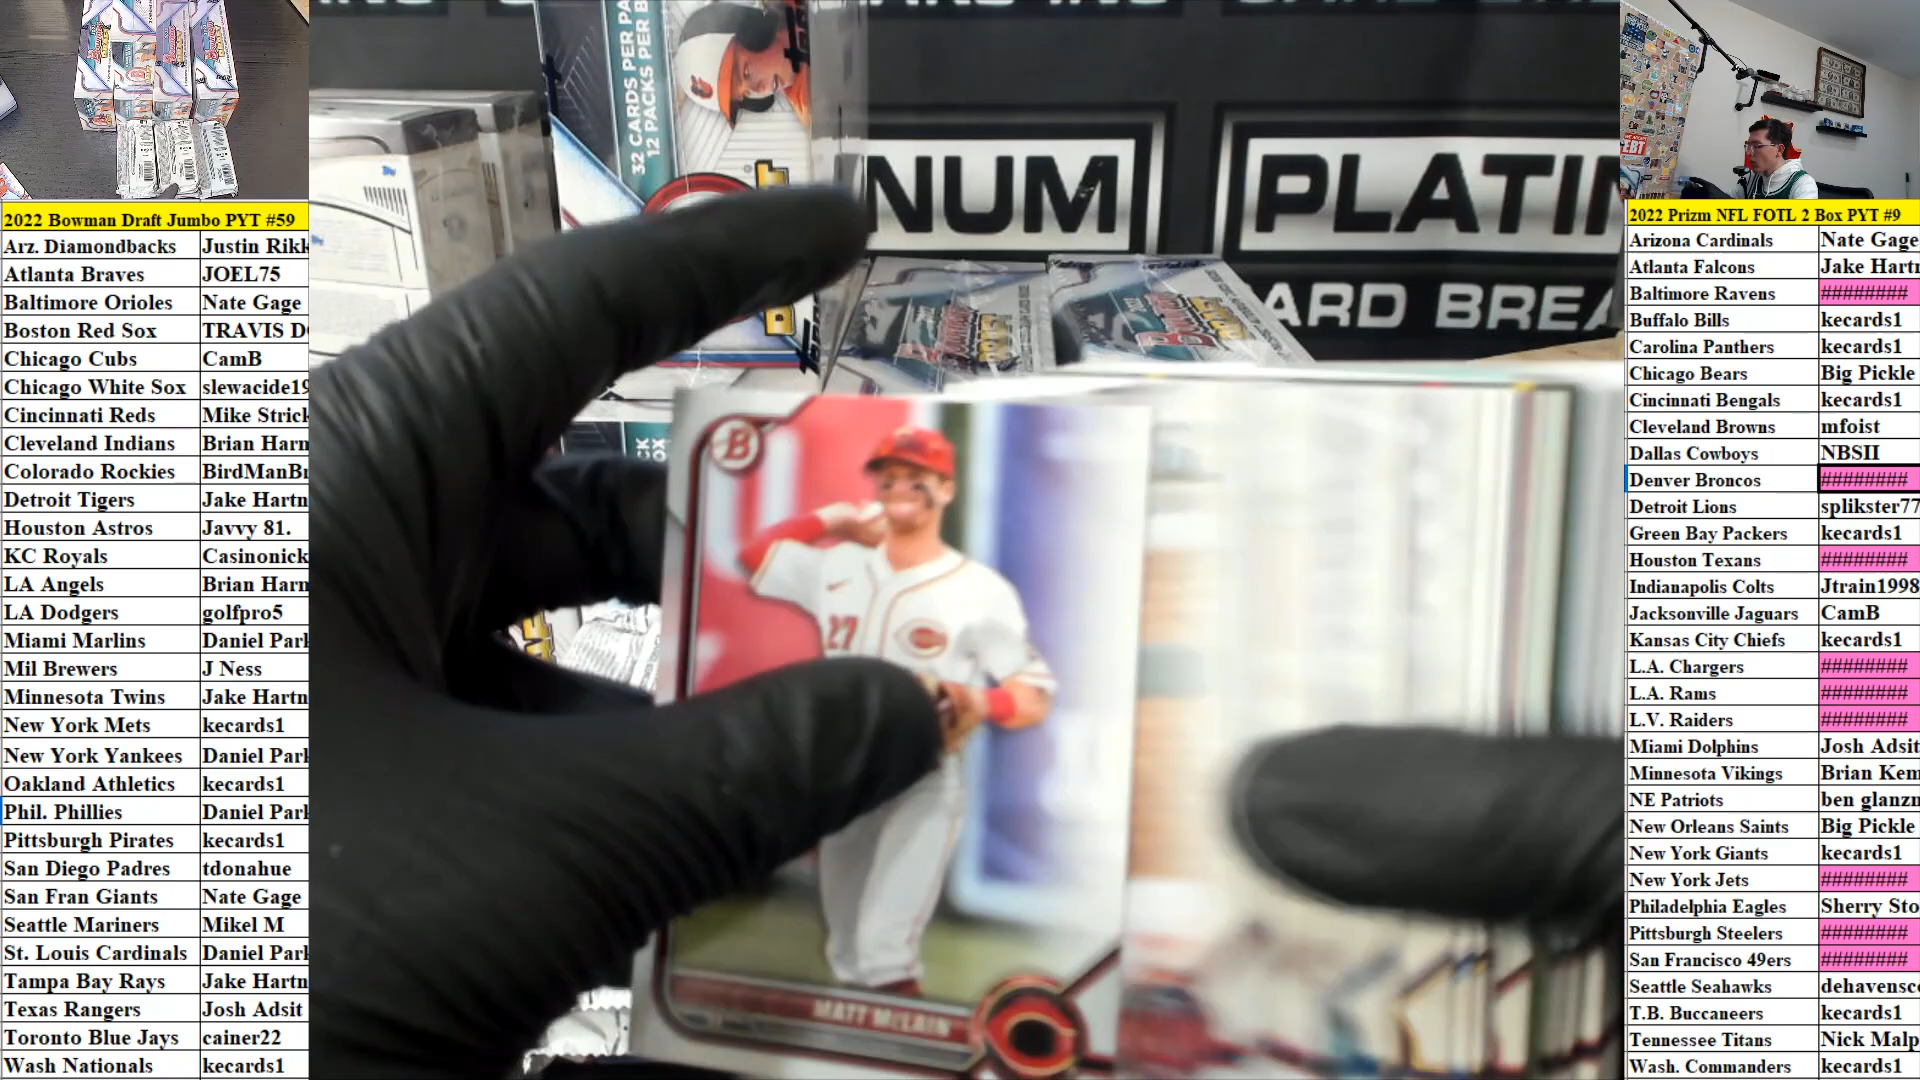 2022 Bowman Draft Jumbo PYT #59
Arz. Diamondbacks Justin Rikk
Atlanta Braves JOEL75
Baltimore Orioles Nate Gage
Boston Red Sox TRAVIS D
Chicago Cubs CamB
Chicago White Sox slewacide19
Cincinnati Reds Mike Strick
Cleveland Indians Brian Harn
Colorado Rockies BirdManBu
Detroit Tigers Jake Hartn
Houston Astros Javvy 81.
KC Royals Casinonick
LA Angels Brian Harn
LA Dodgers golfpro5
Miami Marlins Daniel Park
Mil Brewers J Ness
Minnesota Twins Jake Hartn
New York Mets kecards1
New York Yankees Daniel Park
Oakland Athletics kecards1
Phil. Phillies Daniel Park
Pittsburgh Pirates kecards1
San Diego Padres tdonahue
San Fran Giants Nate Gage
Seattle Mariners Mikel M
St. Louis Cardinals Daniel Park
Tampa Bay Rays Jake Hartn
Texas Rangers Josh Adsit
Toronto Blue Jays cainer22
Wash Nationals kecards1
32 CARDS PER PA
12 PACKS PER B
NUM
PLATI
ARD BREA
B
27
MATT McLAIN
2022 Prizm NFL FOTL 2 Box PYT #9
Arizona Cardinals Nate Gage
Atlanta Falcons Jake Hartn
Baltimore Ravens ########
Buffalo Bills kecards1
Carolina Panthers kecards1
Chicago Bears Big Pickle
Cincinnati Bengals kecards1
Cleveland Browns mfoist
Dallas Cowboys NBSII
Denver Broncos ########
Detroit Lions splikster77
Green Bay Packers kecards1
Houston Texans ########
Indianapolis Colts Jtrain1998
Jacksonville Jaguars CamB
Kansas City Chiefs kecards1
L.A. Chargers ########
L.A. Rams ########
L.V. Raiders ########
Miami Dolphins Josh Adsit
Minnesota Vikings Brian Kem
NE Patriots ben glanzn
New Orleans Saints Big Pickle
New York Giants kecards1
New York Jets ########
Philadelphia Eagles Sherry Sto
Pittsburgh Steelers ########
San Francisco 49ers ########
Seattle Seahawks dehavensc
T.B. Buccaneers kecards1
Tennessee Titans Nick Malp
Wash. Commanders kecards1